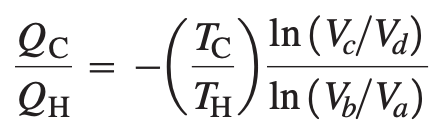 Q_C/Q_H = −(T_C/T_H) ln (V_c/V_d)/ln (V_b/V_a)